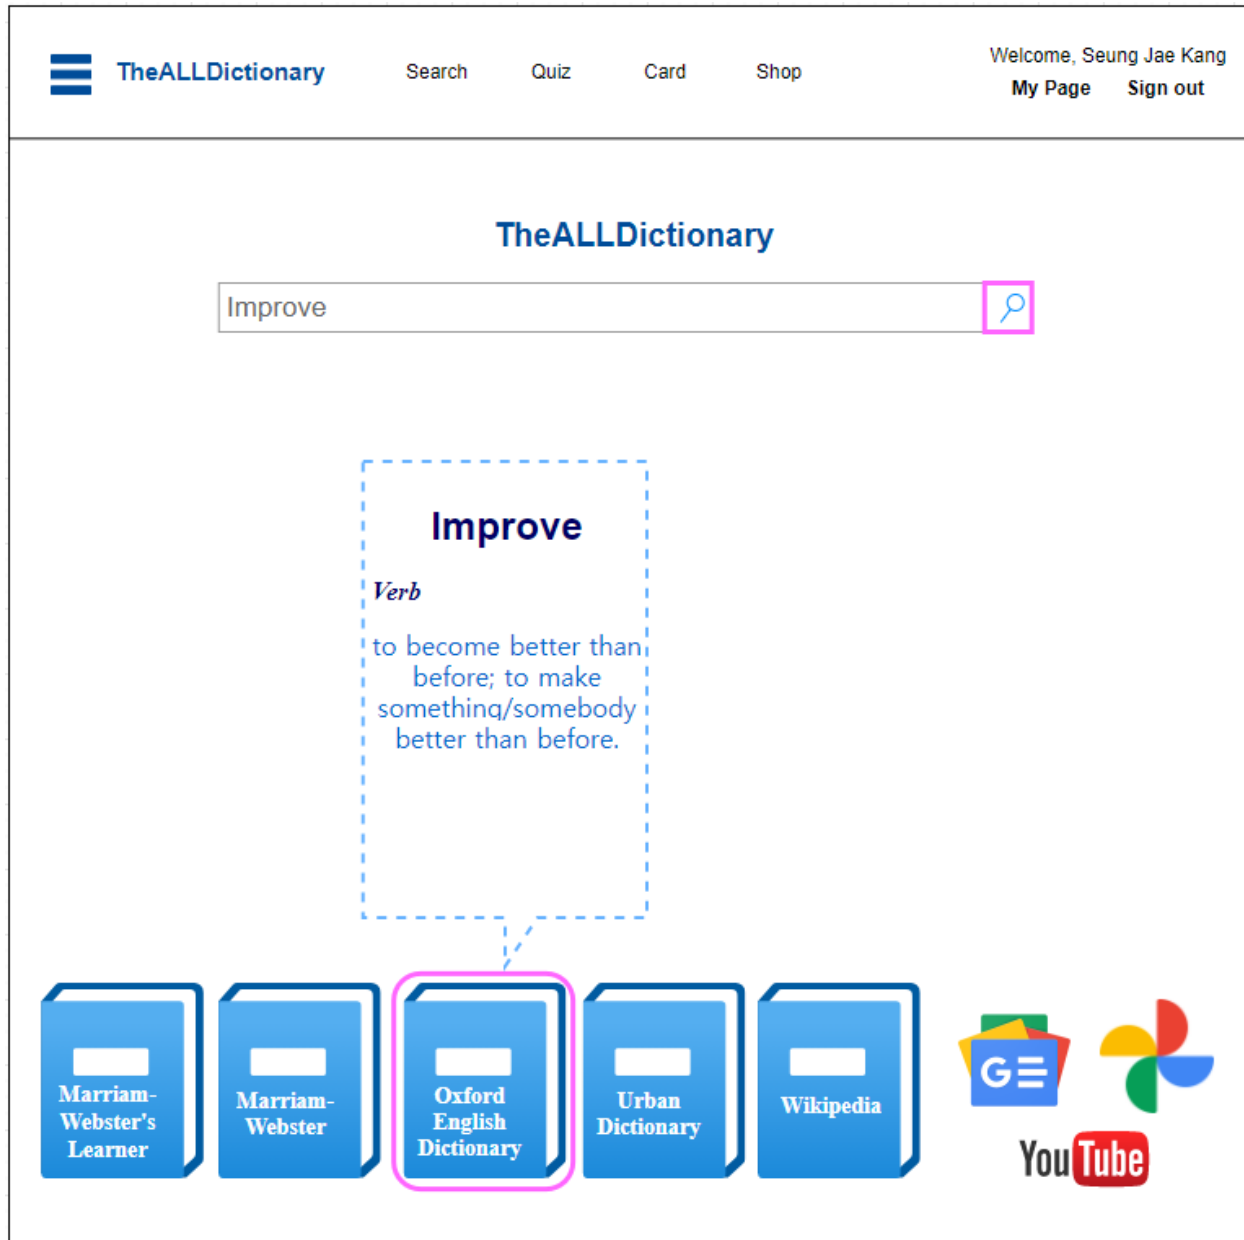 TheALLDictionary
Search
Quiz
Card
Shop
Welcome, Seung Jae Kang
My Page
Sign out
TheALLDictionary
Improve
Improve
Verb
to become better than
before; to make
something/somebody
better than before.
Marriam-
Webster's
Learner
Marriam-
Webster
Oxford
English
Dictionary
Urban
Dictionary
Wikipedia
G
YouTube